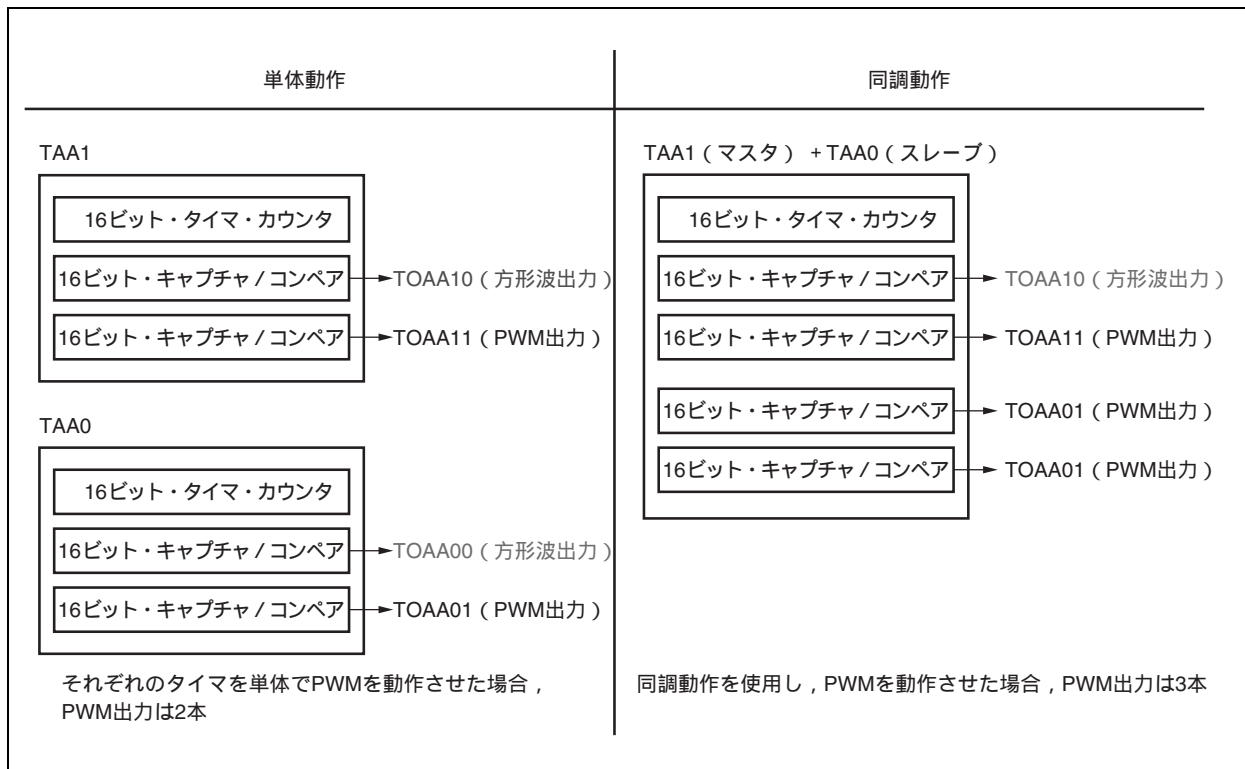 単体動作
TAA1
16ビット・タイマ・カウンタ
16ビット・キャプチャ / コンペア
TOAA10 ( 方形波出力 )
16ビット・キャプチャ / コンペア
TOAA11 ( PWM出力 )
TAA0
16ビット・タイマ・カウンタ
16ビット・キャプチャ / コンペア
TOAA00 ( 方形波出力 )
16ビット・キャプチャ / コンペア
TOAA01 ( PWM出力 )
それぞれのタイマを単体でPWMを動作させた場合 ,
PWM出力は2本
同調動作
TAA1 ( マスタ ) + TAA0 ( スレーブ )
16ビット・タイマ・カウンタ
16ビット・キャプチャ / コンペア
TOAA10 ( 方形波出力 )
16ビット・キャプチャ / コンペア
TOAA11 ( PWM出力 )
16ビット・キャプチャ / コンペア
TOAA01 ( PWM出力 )
16ビット・キャプチャ / コンペア
TOAA01 ( PWM出力 )
同調動作を使用し , PWMを動作させた場合 , PWM出力は3本